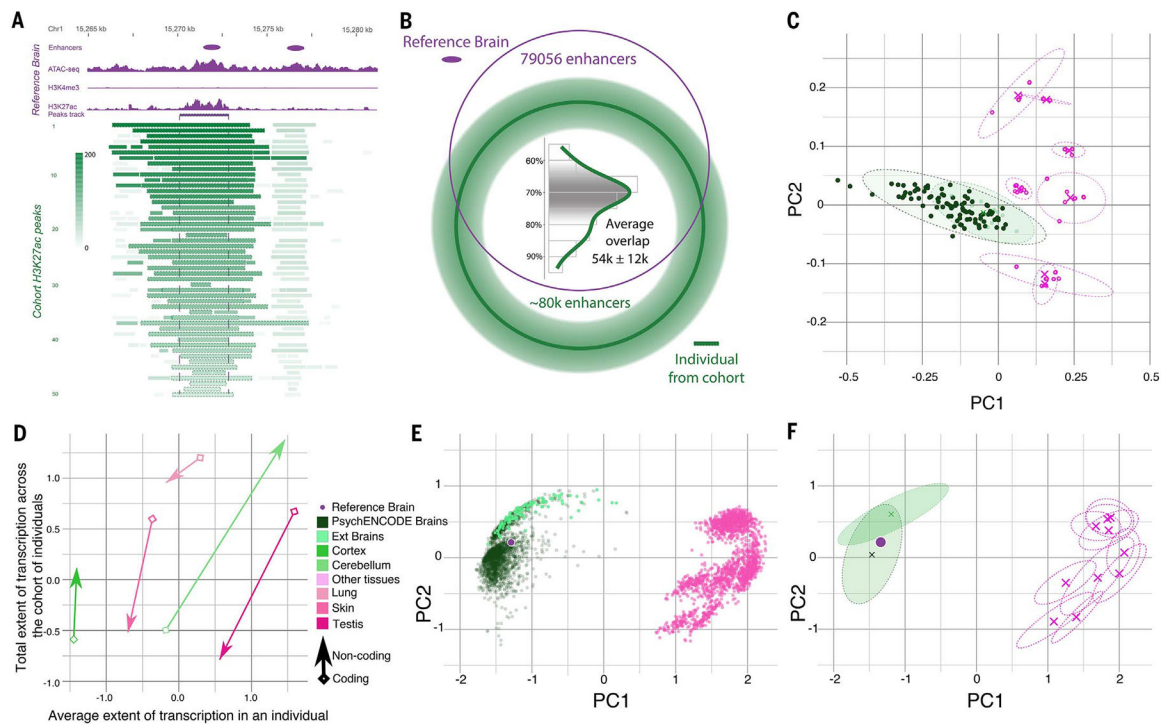 A
Chr1 15,265 kb 15,270 kb 15,275 kb 15,280 kb
Reference Brain
Enhancers
ATAC-seq
H3K4me3
H3K27ac
Peaks track
Cohort H3K27ac peaks
1
10
20
30
40
50
200
0
B
Reference Brain
79056 enhancers
60%
70%
80%
90%
Average
overlap
54k ± 12k
~80k enhancers
Individual
from cohort
C
PC2
0.2
0.1
0
-0.1
-0.2
-0.5 -0.25 0 0.25 0.5
PC1
D
Total extent of transcription across
the cohort of individuals
1.0
0.5
0.0
-0.5
-1.0
-1.0 0.0 1.0
Average extent of transcription in an individual
Reference Brain
PsychENCODE Brains
Ext Brains
Cortex
Cerebellum
Other tissues
Lung
Skin
Testis
Non-coding
Coding
E
PC2
1
0
-1
-2 -1 0 1 2
PC1
F
PC2
1
0
-1
-2 -1 0 1 2
PC1